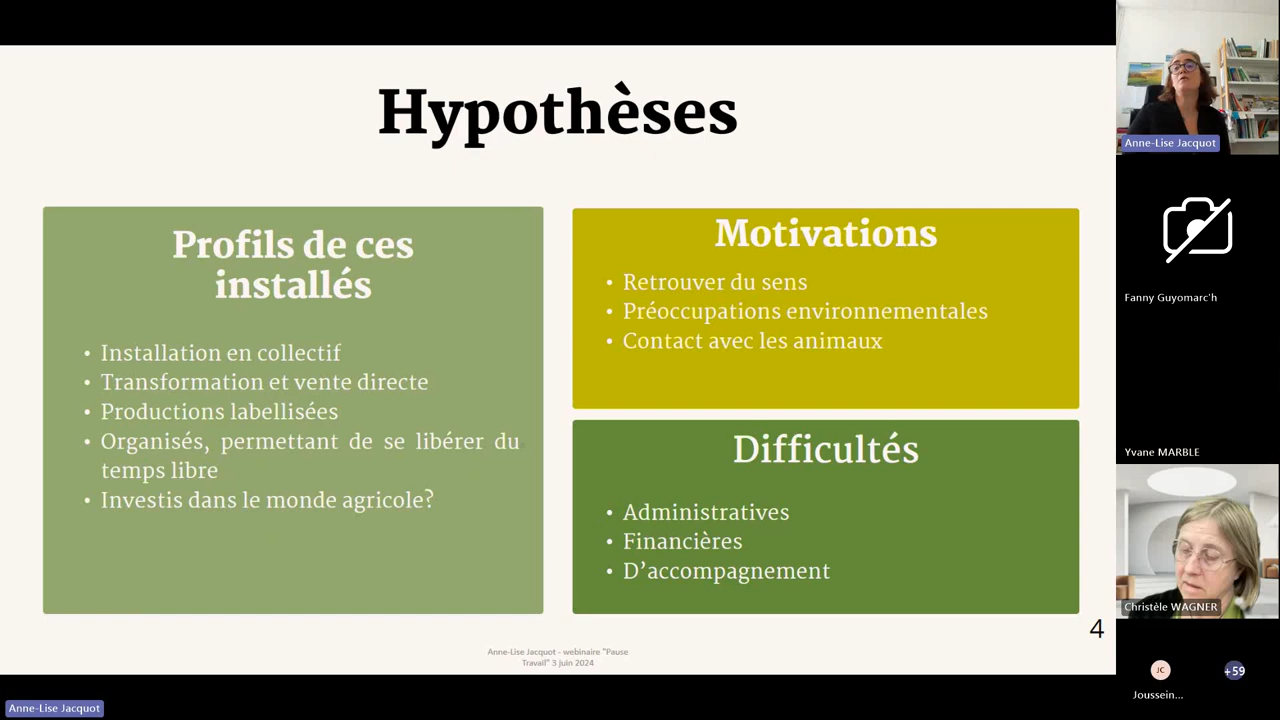 Hypothèses
Profils de ces
installés
• Installation en collectif
• Transformation et vente directe
• Productions labellisées
• Organisés, permettant de se libérer du
temps libre
• Investis dans le monde agricole?
Motivations
• Retrouver du sens
• Préoccupations environnementales
• Contact avec les animaux
Difficultés
• Administratives
• Financières
• D’accompagnement
4
Anne-Lise Jacquot - webinaire "Pause
Travail" 3 juin 2024
Anne-Lise Jacquot
Anne-Lise Jacquot
Fanny Guyomarc'h
Yvane MARBLE
Christèle WAGNER
JC
+59
Joussein...